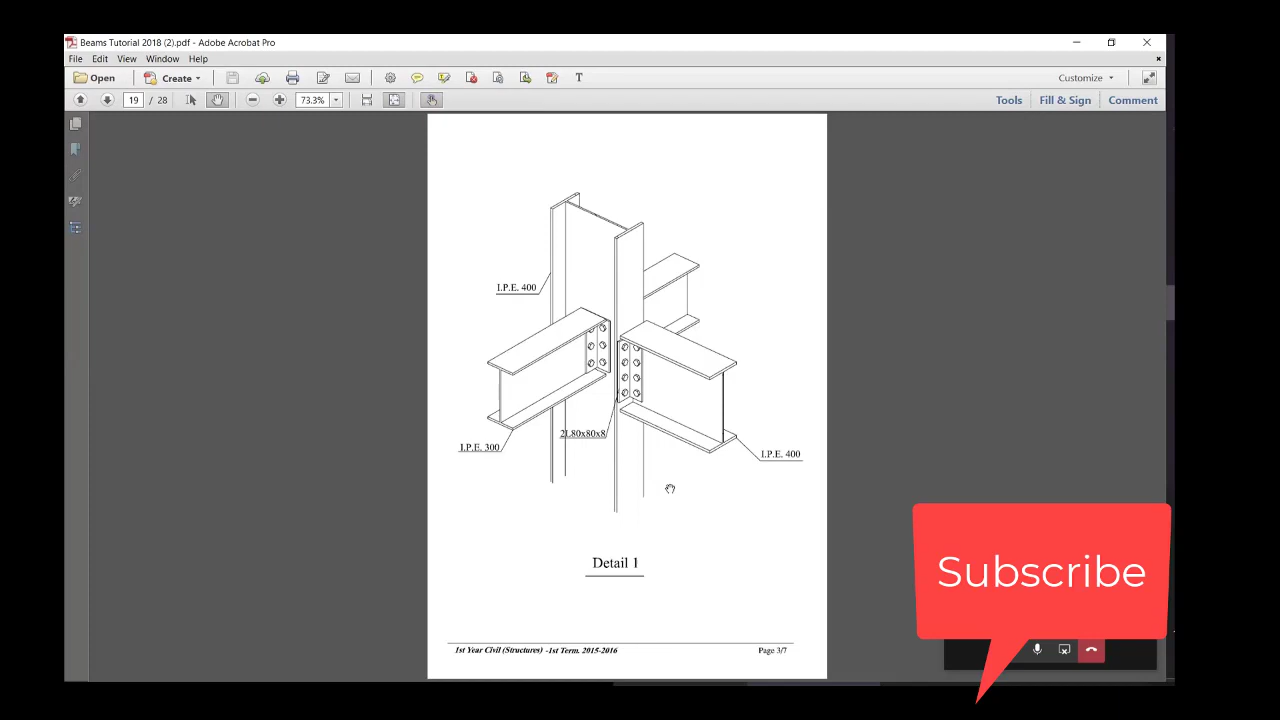 Beams Tutorial 2018 (2).pdf - Adobe Acrobat Pro
File Edit View Window Help
Open Create Customize
19 / 28 73.3% Tools Fill & Sign Comment
I.P.E. 400
2L80x80x8
I.P.E. 300
I.P.E. 400
Detail 1
Subscribe
1st Year Civil (Structures) -1st Term. 2015-2016 Page 3/7